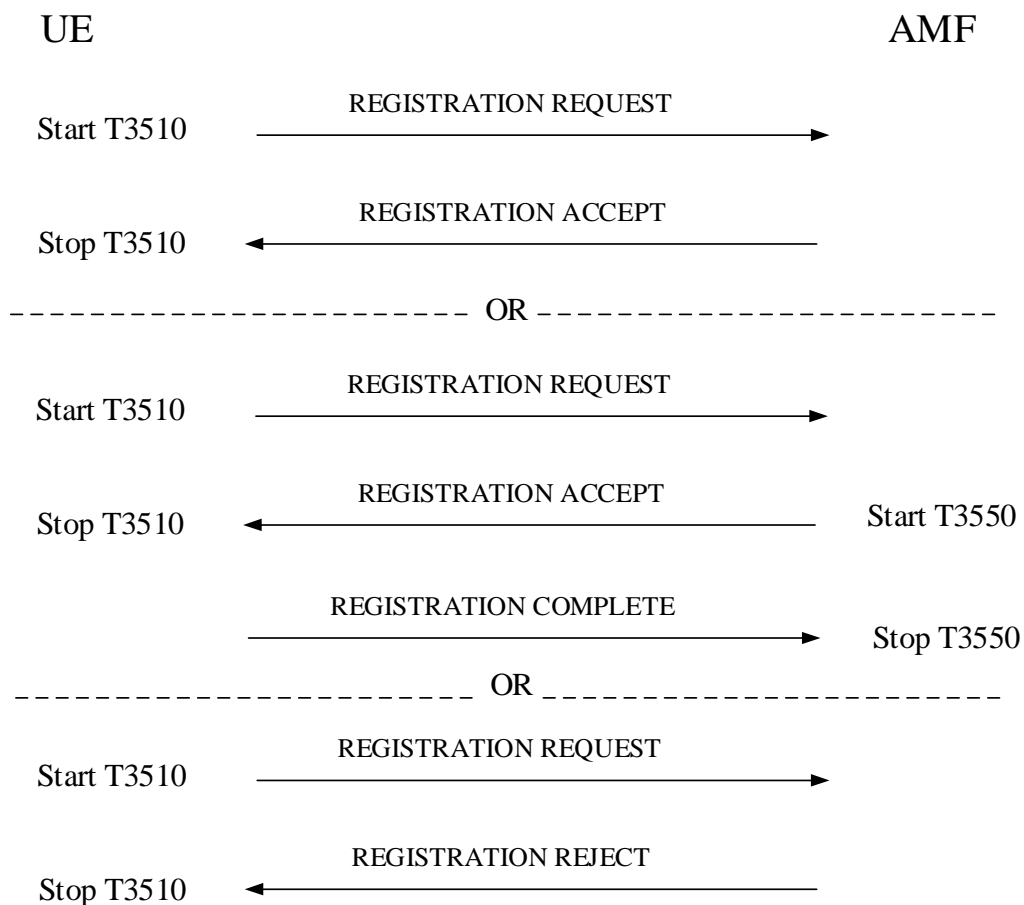 UE AMF
REGISTRATION REQUEST
Start T3510
REGISTRATION ACCEPT
Stop T3510
OR
REGISTRATION REQUEST
Start T3510
REGISTRATION ACCEPT
Stop T3510 Start T3550
REGISTRATION COMPLETE
Stop T3550
OR
REGISTRATION REQUEST
Start T3510
REGISTRATION REJECT
Stop T3510